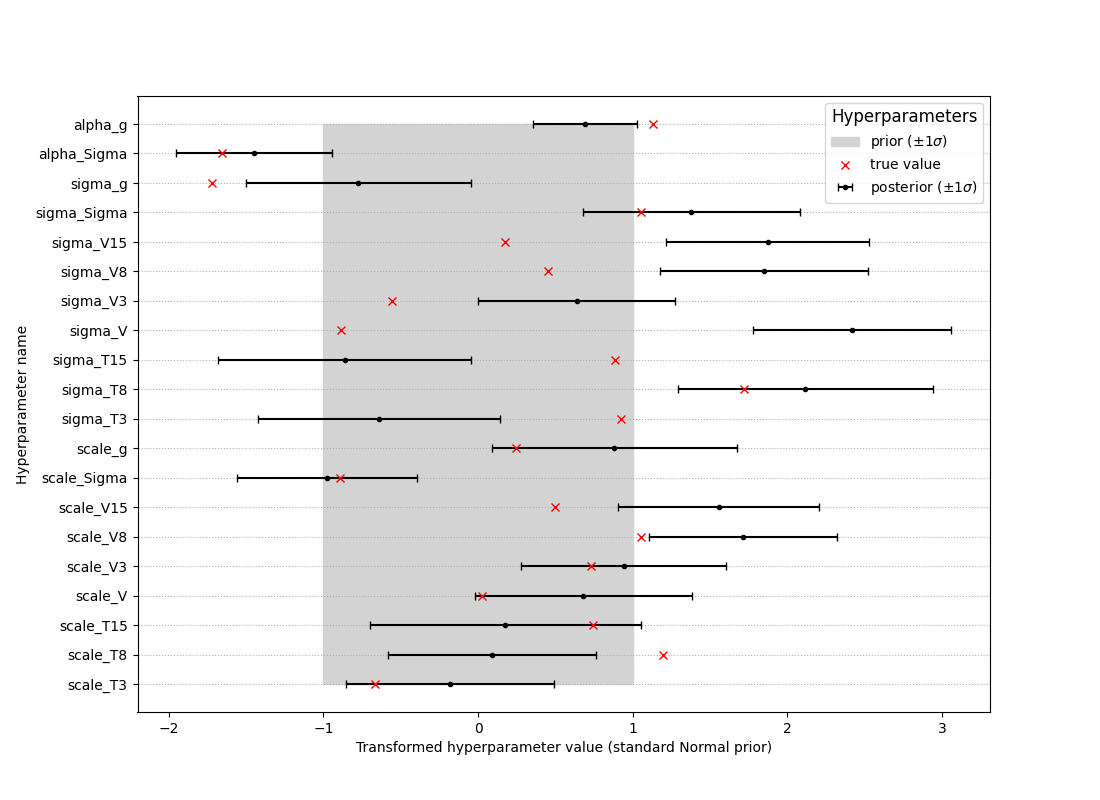 Hyperparameters
prior (±1σ)
true value
posterior (±1σ)
Hyperparameter name
alpha_g
alpha_Sigma
sigma_g
sigma_Sigma
sigma_V15
sigma_V8
sigma_V3
sigma_V
sigma_T15
sigma_T8
sigma_T3
scale_g
scale_Sigma
scale_V15
scale_V8
scale_V3
scale_V
scale_T15
scale_T8
scale_T3
−2 −1 0 1 2 3
Transformed hyperparameter value (standard Normal prior)